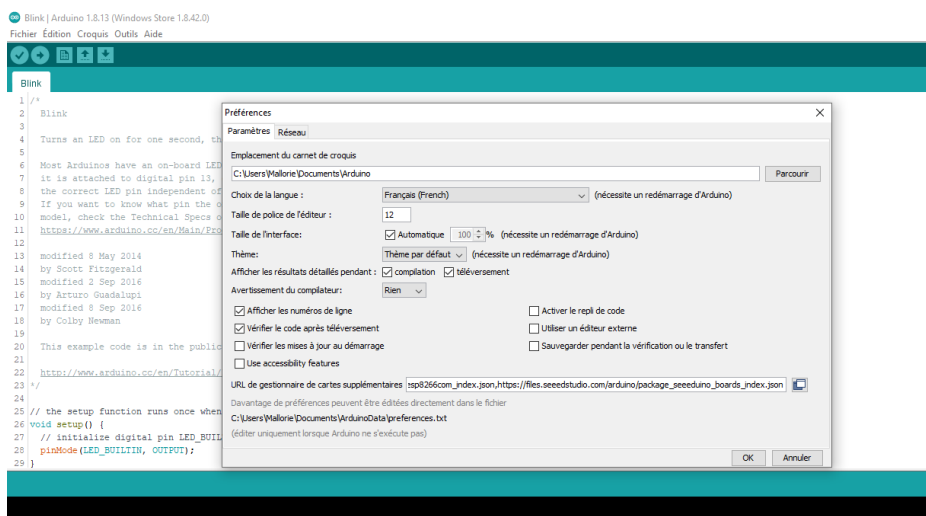 Blink | Arduino 1.8.13 (Windows Store 1.8.42.0)
Fichier Édition Croquis Outils Aide
Blink
1 /*
2 Blink
3
4 Turns an LED on for one second, th
5
6 Most Arduinos have an on-board LED
7 it is attached to digital pin 13,
8 the correct LED pin independent of
9 If you want to know what pin the o
10 model, check the Technical Specs o
11 https://www.arduino.cc/en/Main/Pro
12
13 modified 8 May 2014
14 by Scott Fitzgerald
15 modified 2 Sep 2016
16 by Arturo Guadalupi
17 modified 8 Sep 2016
18 by Colby Newman
19
20 This example code is in the public
21
22 http://www.arduino.cc/en/Tutorial/
23 */
24
25 // the setup function runs once when
26 void setup() {
27 // initialize digital pin LED_BUIL
28 pinMode(LED_BUILTIN, OUTPUT);
29 }
Préférences
Paramètres Réseau
Emplacement du carnet de croquis
C:\Users\Mallorie\Documents\Arduino Parcourir
Choix de la langue : Français (French) (nécessite un redémarrage d'Arduino)
Taille de police de l'éditeur : 12
Taille de l'interface: Automatique 100 % (nécessite un redémarrage d'Arduino)
Thème: Thème par défaut (nécessite un redémarrage d'Arduino)
Afficher les résultats détaillés pendant : compilation téléversement
Avertissement du compilateur: Rien
Afficher les numéros de ligne Activer le repli de code
Vérifier le code après téléversement Utiliser un éditeur externe
Vérifier les mises à jour au démarrage Sauvegarder pendant la vérification ou le transfert
Use accessibility features
URL de gestionnaire de cartes supplémentaires esp8266com_index.json,https://files.seeedstudio.com/arduino/package_seeeduino_boards_index.json
Davantage de préférences peuvent être éditées directement dans le fichier
C:\Users\Mallorie\Documents\ArduinoData\preferences.txt
(éditer uniquement lorsque Arduino ne s'exécute pas)
OK Annuler